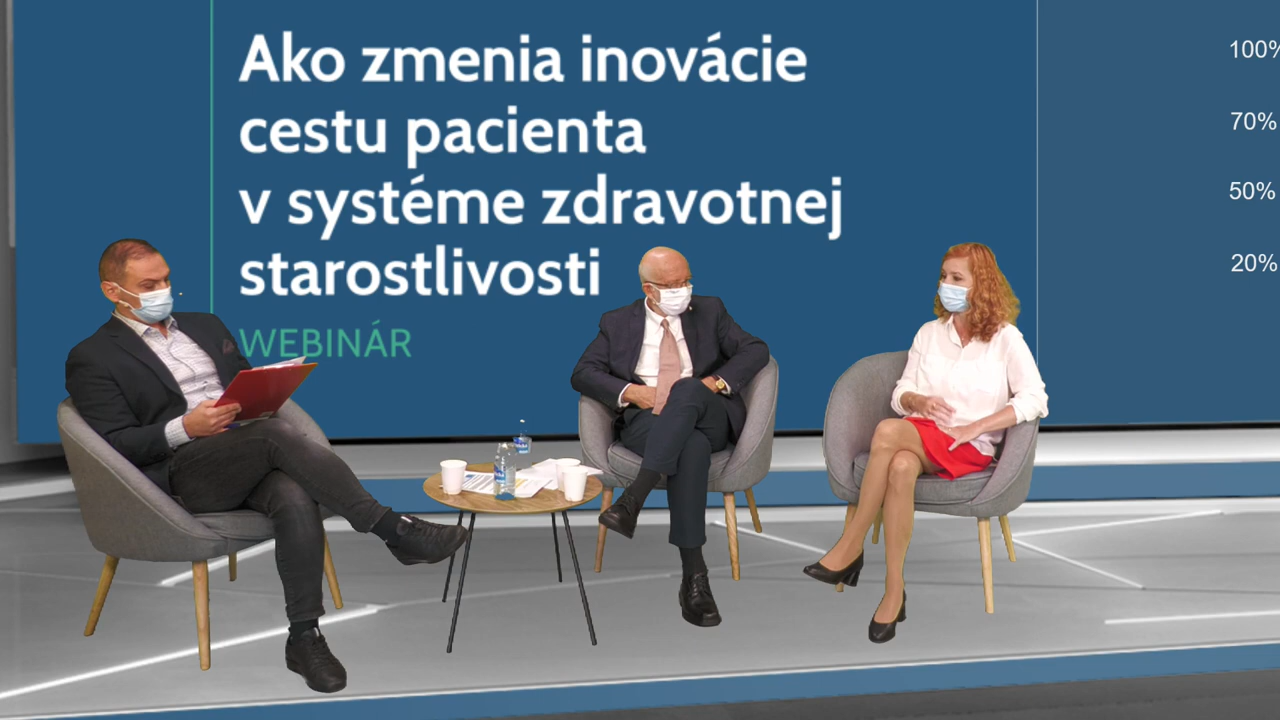 Ako zmenia inovácie
cestu pacienta
v systéme zdravotnej
starostlivosti
WEBINÁR
100%
70%
50%
20%